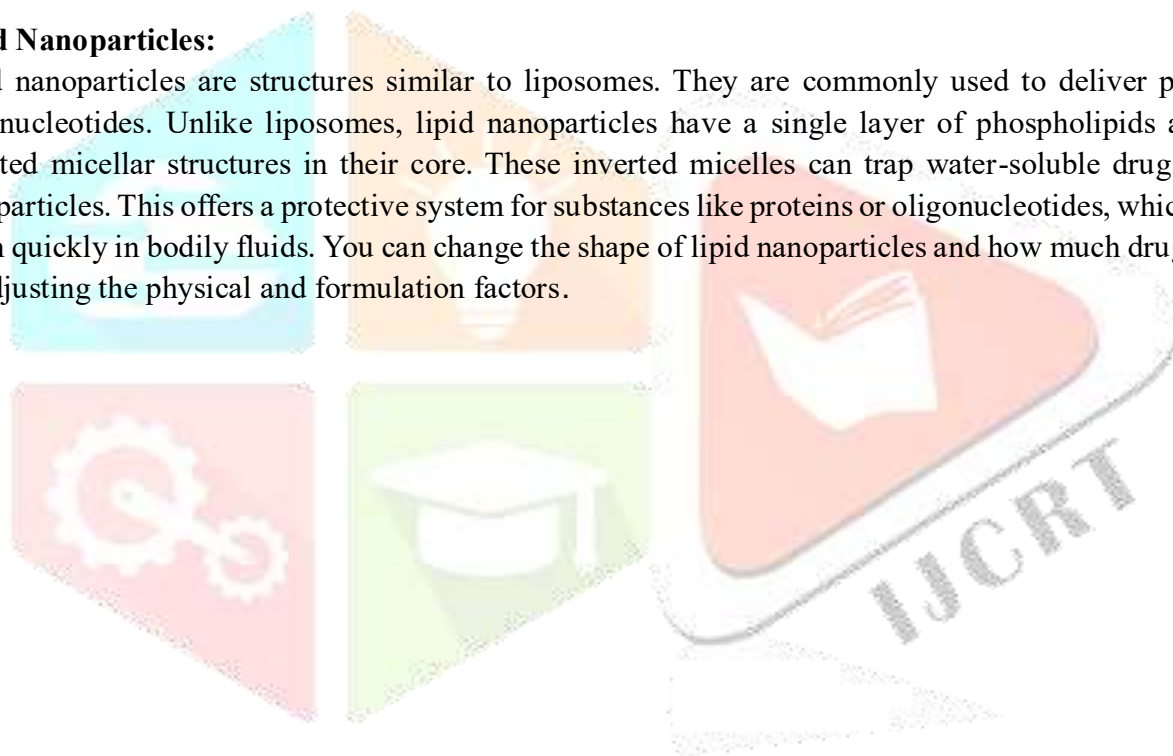 d Nanoparticles:
nanoparticles are structures similar to liposomes. They are commonly used to deliver p
nucleotides. Unlike liposomes, lipid nanoparticles have a single layer of phospholipids a
ted micellar structures in their core. These inverted micelles can trap water-soluble drug
particles. This offers a protective system for substances like proteins or oligonucleotides, whic
quickly in bodily fluids. You can change the shape of lipid nanoparticles and how much drug
djusting the physical and formulation factors.
IJCRT